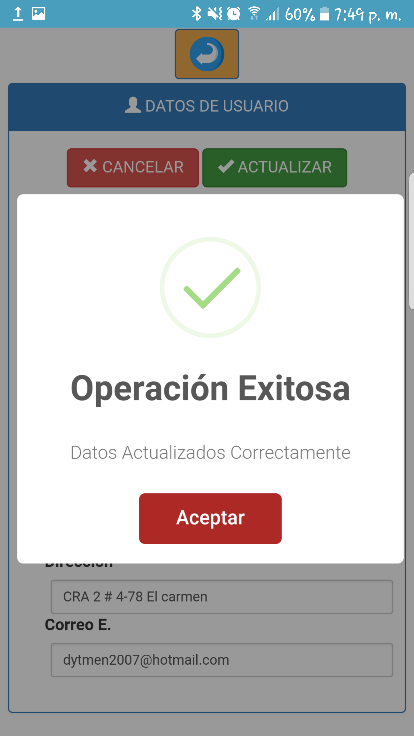 60% 7:49 p. m.
DATOS DE USUARIO
CANCELAR ACTUALIZAR
Operación Exitosa
Datos Actualizados Correctamente
Aceptar
Dirección
CRA 2 # 4-78 El carmen
Correo E.
dytmen2007@hotmail.com